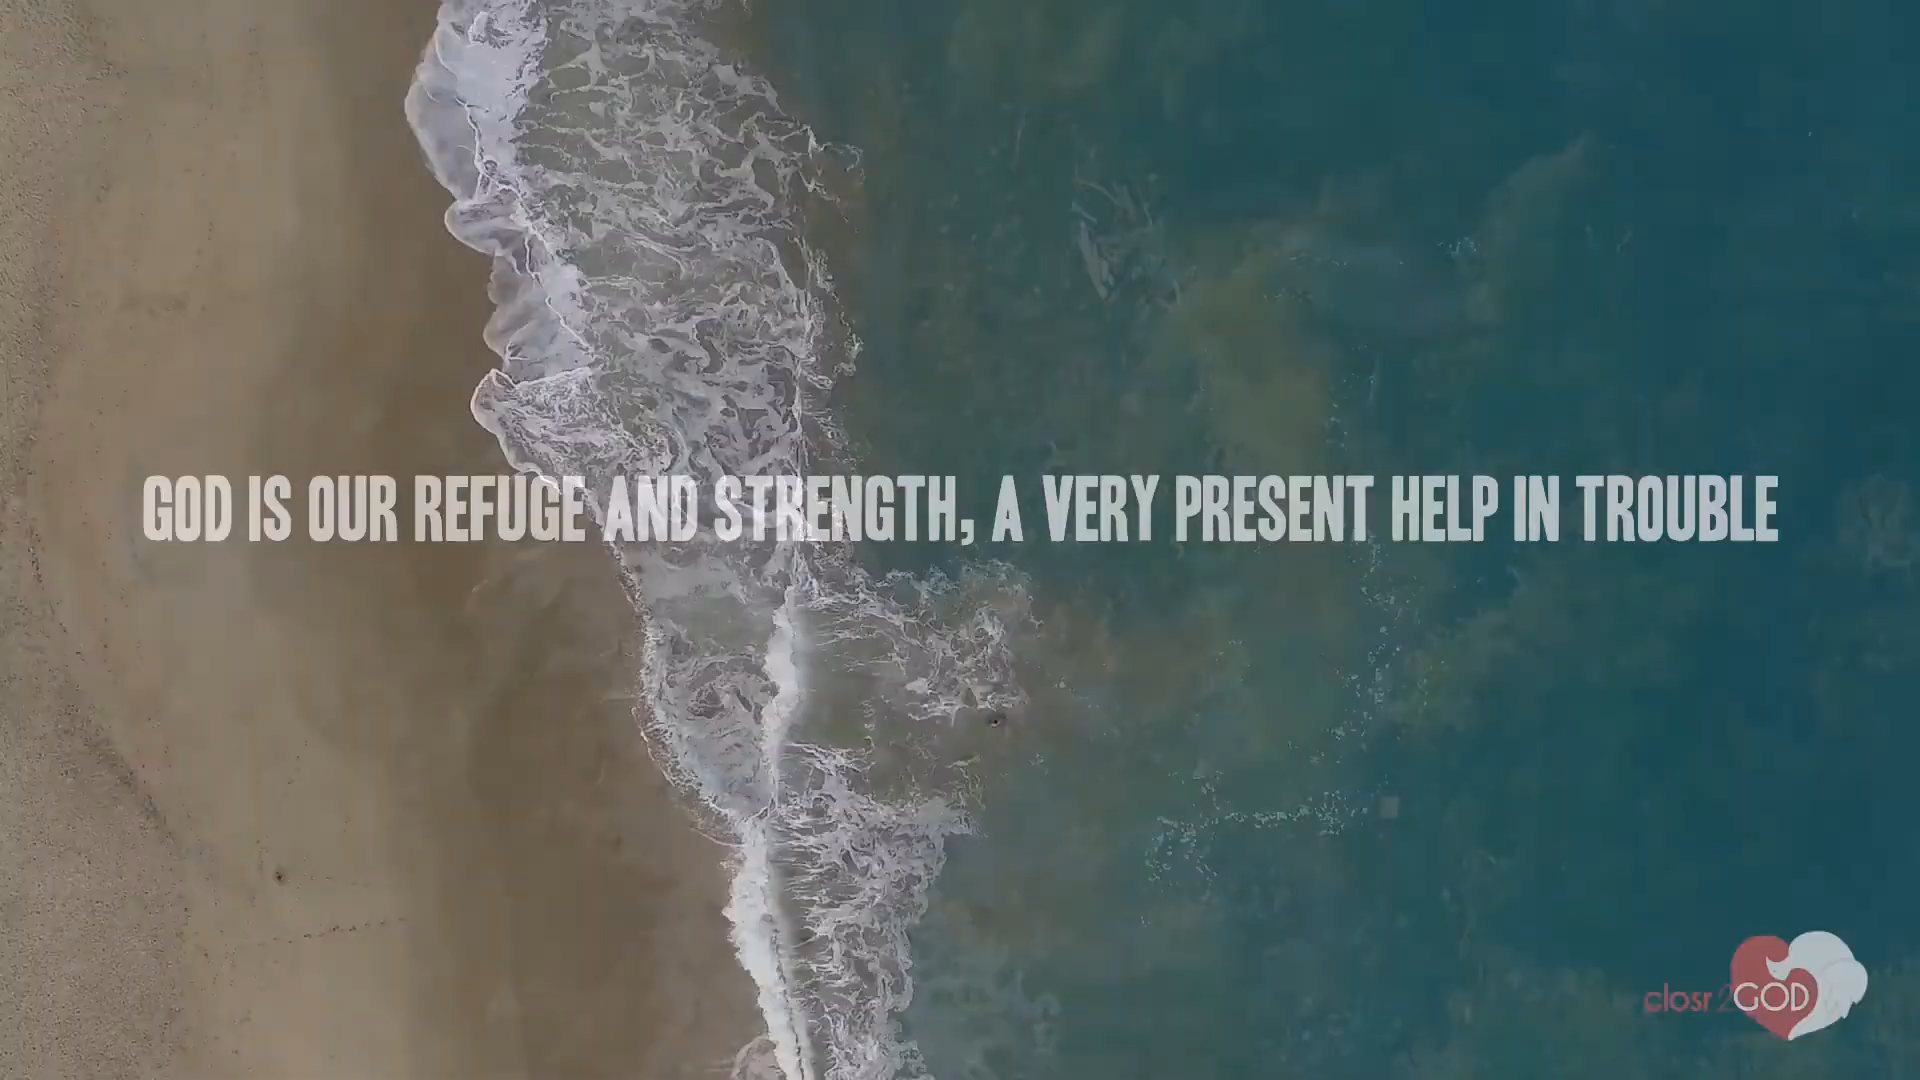 GOD IS OUR REFUGE AND STRENGTH, A VERY PRESENT HELP IN TROUBLE
closr2GOD